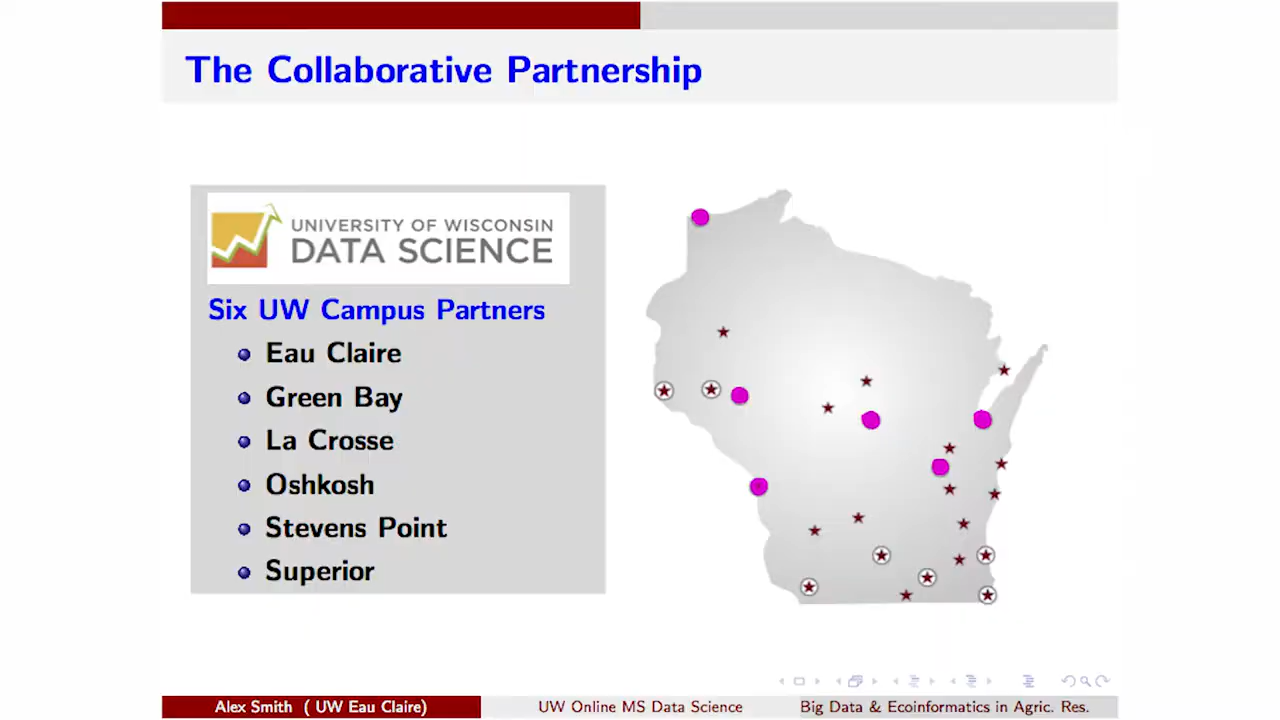 The Collaborative Partnership
UNIVERSITY OF WISCONSIN
DATA SCIENCE
Six UW Campus Partners
Eau Claire
Green Bay
La Crosse
Oshkosh
Stevens Point
Superior
Alex Smith ( UW Eau Claire)
UW Online MS Data Science
Big Data & Ecoinformatics in Agric. Res.